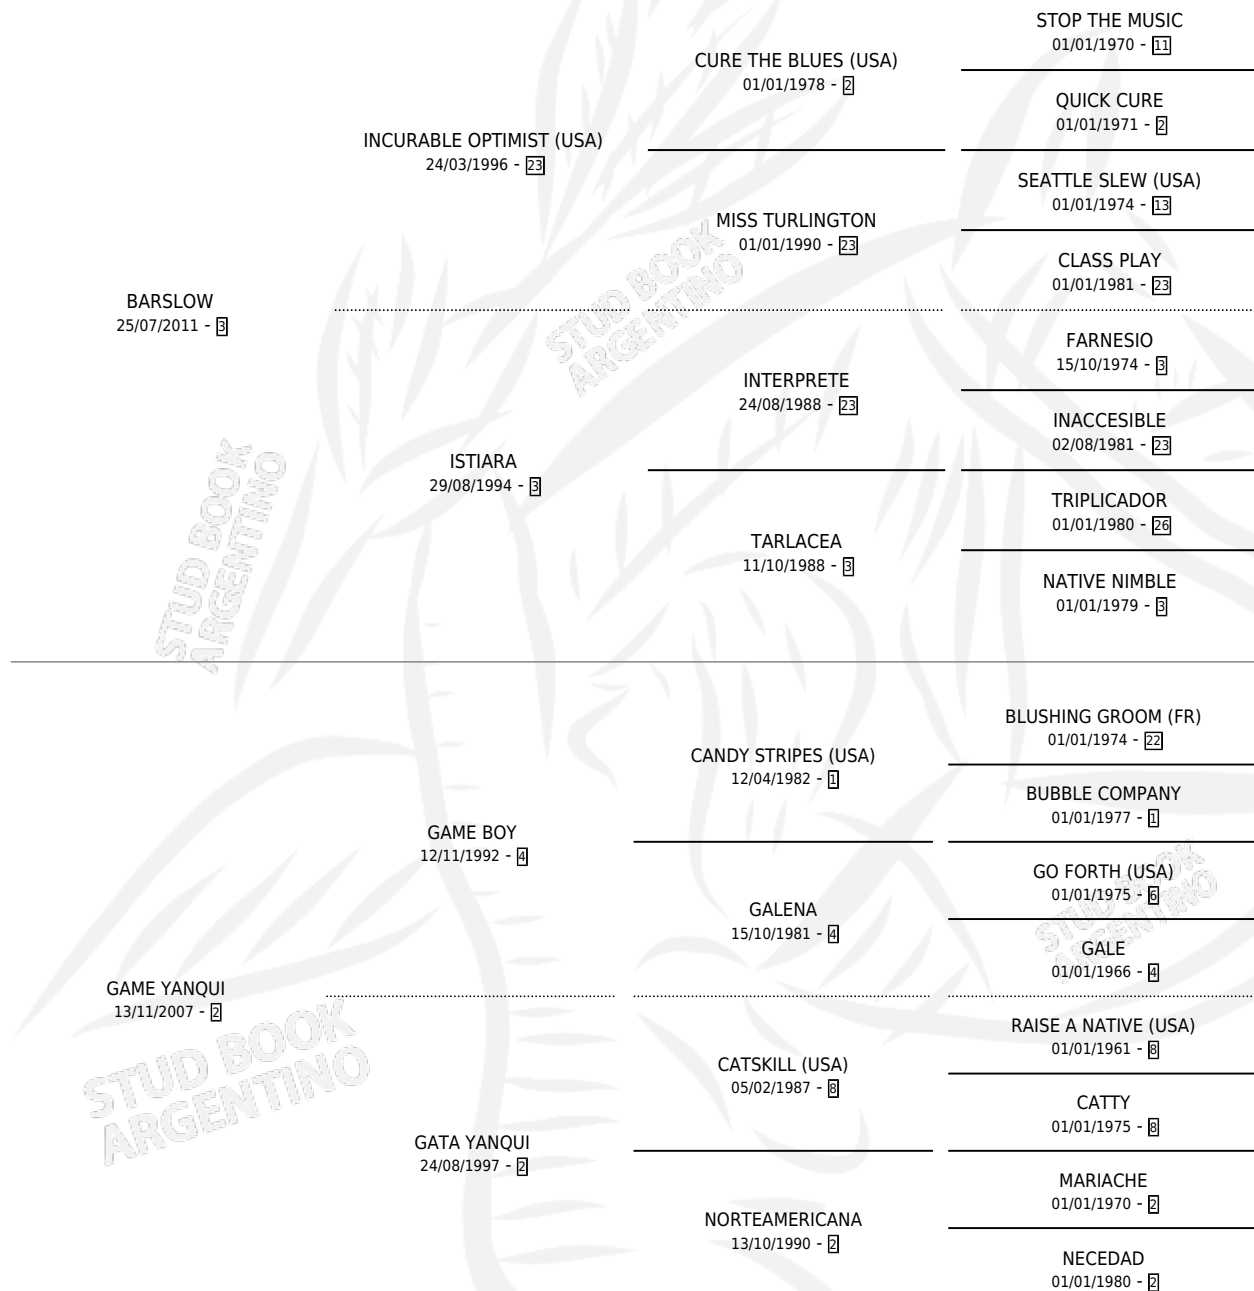 STOP THE MUSIC
01/01/1970 - 11
CURE THE BLUES (USA)
01/01/1978 - 2
QUICK CURE
01/01/1971 - 2
INCURABLE OPTIMIST (USA)
24/03/1996 - 23
SEATTLE SLEW (USA)
01/01/1974 - 13
MISS TURLINGTON
01/01/1990 - 23
CLASS PLAY
01/01/1981 - 23
BARSLOW
25/07/2011 - 3
STUD BOOK
ARGENTINO
FARNESIO
15/10/1974 - 3
INTERPRETE
24/08/1988 - 23
INACCESIBLE
02/08/1981 - 23
ISTIARA
29/08/1994 - 3
TRIPLICADOR
01/01/1980 - 26
TARLACEA
11/10/1988 - 3
NATIVE NIMBLE
01/01/1979 - 3
STUD BOOK
ARGENTINO
BLUSHING GROOM (FR)
01/01/1974 - 22
CANDY STRIPES (USA)
12/04/1982 - 1
BUBBLE COMPANY
01/01/1977 - 1
GAME BOY
12/11/1992 - 4
GO FORTH (USA)
01/01/1975 - 6
GALENA
15/10/1981 - 4
STUD BOOK
ARGENTINO
GALE
01/01/1966 - 4
GAME YANQUI
13/11/2007 - 2
STUD BOOK
ARGENTINO
RAISE A NATIVE (USA)
01/01/1961 - 8
CATSKILL (USA)
05/02/1987 - 8
CATTY
01/01/1975 - 8
GATA YANQUI
24/08/1997 - 2
MARIACHE
01/01/1970 - 2
NORTEAMERICANA
13/10/1990 - 2
NECEDAD
01/01/1980 - 2